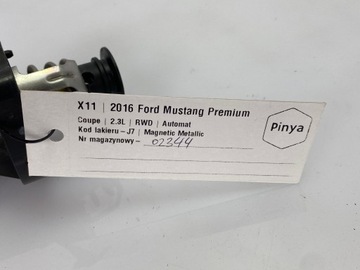 X11 | 2016 Ford Mustang Premium
Coupe | 2.3L | RWD | Automat
Kod lakieru – J7 | Magnetic Metallic
Nr magazynowy – 02344
Pinya